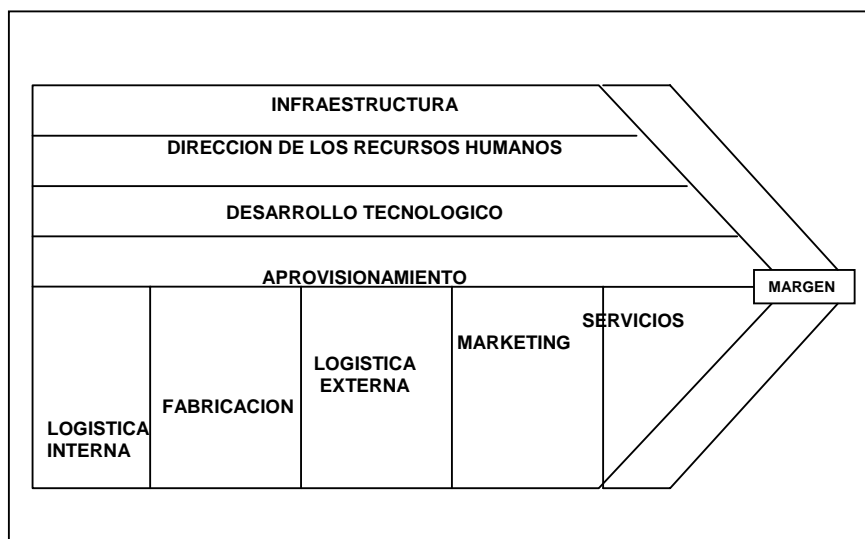 INFRAESTRUCTURA
DIRECCION DE LOS RECURSOS HUMANOS
DESARROLLO TECNOLOGICO
APROVISIONAMIENTO
MARGEN
LOGISTICA
INTERNA
FABRICACION
LOGISTICA
EXTERNA
MARKETING
SERVICIOS